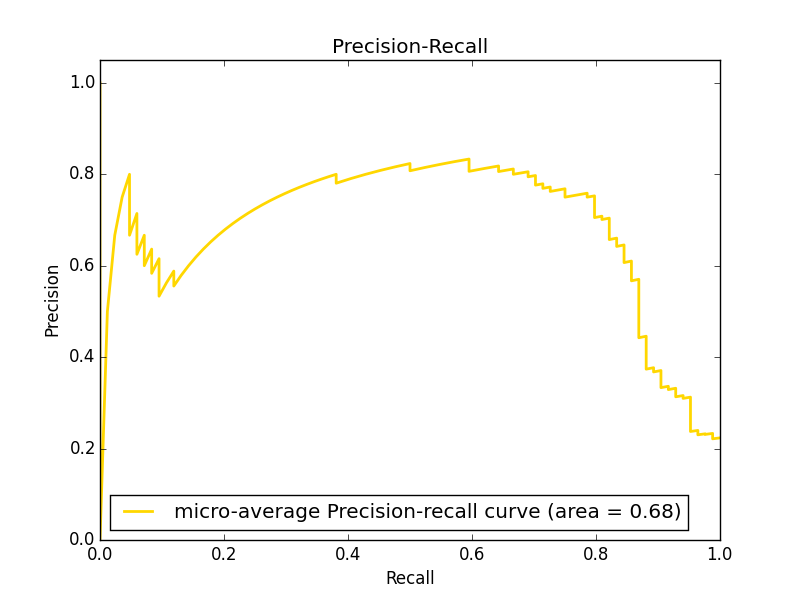 Precision-Recall
1.0
0.8
0.6
0.4
0.2
0.0
Precision
micro-average Precision-recall curve (area = 0.68)
0.0 0.2 0.4 0.6 0.8 1.0
Recall